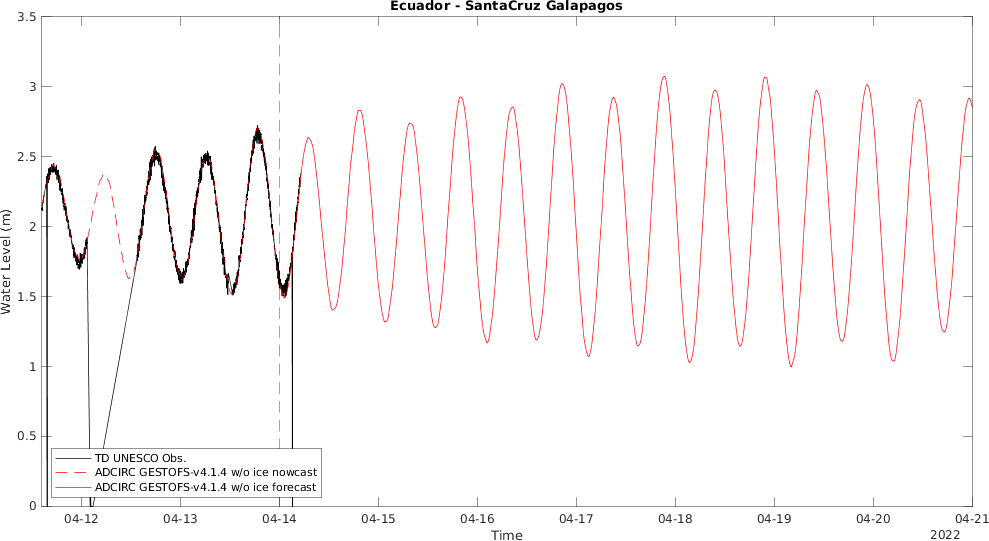 Ecuador - SantaCruz Galapagos
3.5
3
2.5
2
1.5
1
0.5
0
Water Level (m)
TD UNESCO Obs.
ADCIRC GESTOFS-v4.1.4 w/o ice nowcast
ADCIRC GESTOFS-v4.1.4 w/o ice forecast
04-12 04-13 04-14 04-15 04-16 04-17 04-18 04-19 04-20 04-21
Time
2022